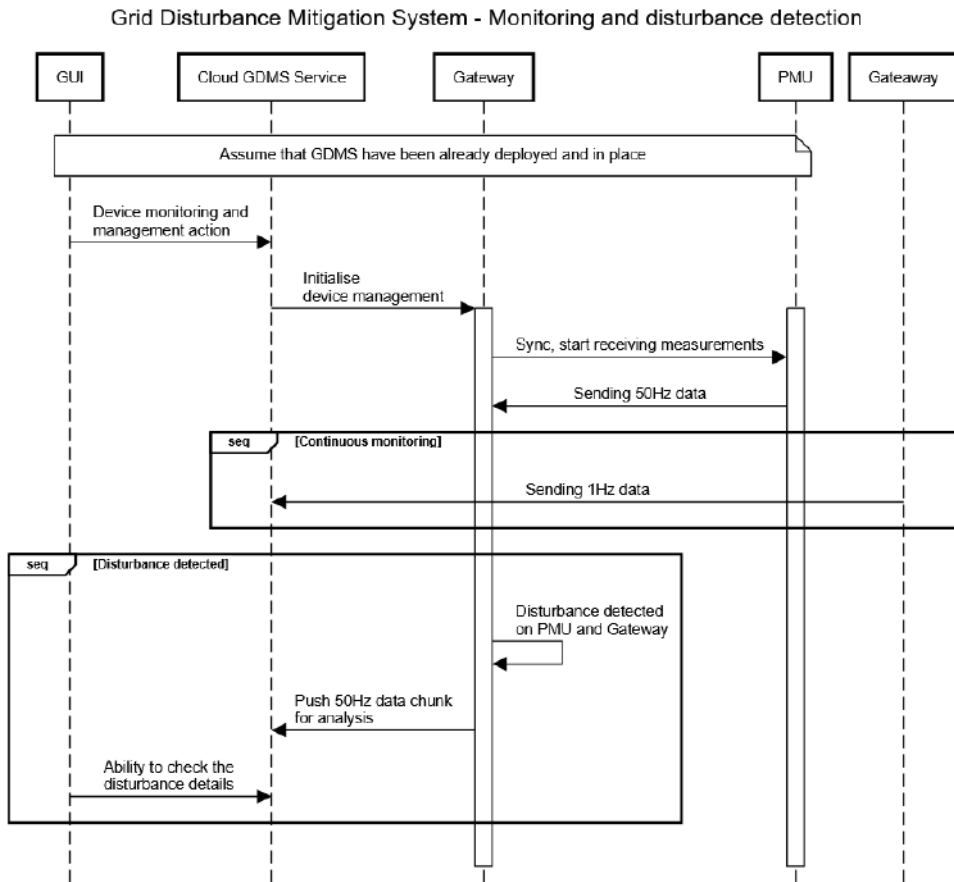 Grid Disturbance Mitigation System - Monitoring and disturbance detection
GUI
Cloud GDMS Service
Gateway
PMU
Gateaway
Assume that GDMS have been already deployed and in place
Device monitoring and
management action
Initialise
device management
Sync, start receiving measurements
Sending 50Hz data
seq
[Continuous monitoring]
Sending 1Hz data
seq
[Disturbance detected]
Disturbance detected
on PMU and Gateway
Push 50Hz data chunk
for analysis
Ability to check the
disturbance details